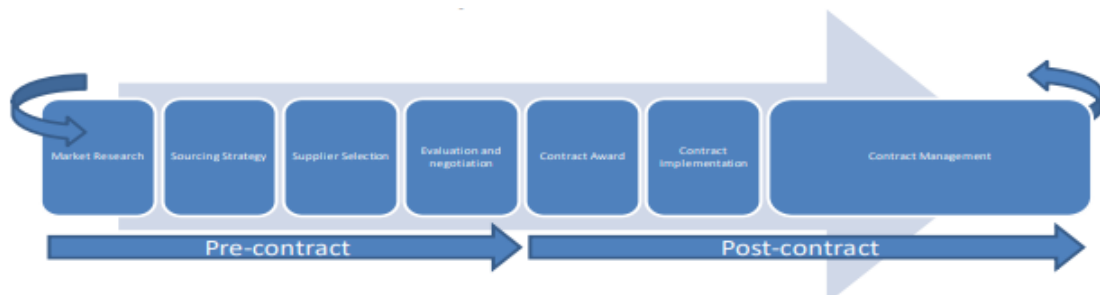 Market Research
Sourcing Strategy
Supplier Selection
Evaluation and
negotiation
Contract Award
Contract
Implementation
Contract Management
Pre-contract
Post-contract